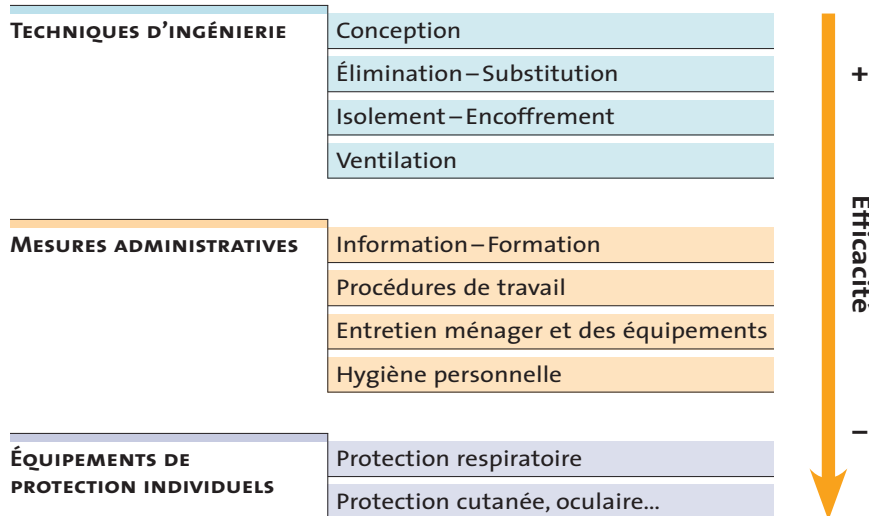 TECHNIQUES D’INGÉNIERIE
Conception
Élimination–Substitution
Isolement–Encoffrement
Ventilation
MESURES ADMINISTRATIVES
Information–Formation
Procédures de travail
Entretien ménager et des équipements
Hygiène personnelle
ÉQUIPEMENTS DE
PROTECTION INDIVIDUELS
Protection respiratoire
Protection cutanée, oculaire...
+
Efficacité
–